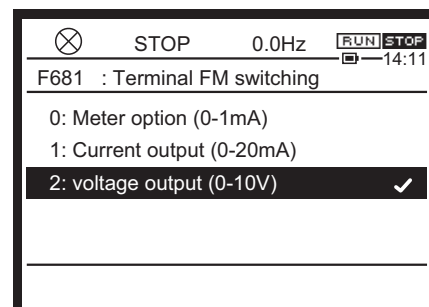 STOP 0.0Hz RUN STOP
14:11
F681 : Terminal FM switching
0: Meter option (0-1mA)
1: Current output (0-20mA)
2: voltage output (0-10V)